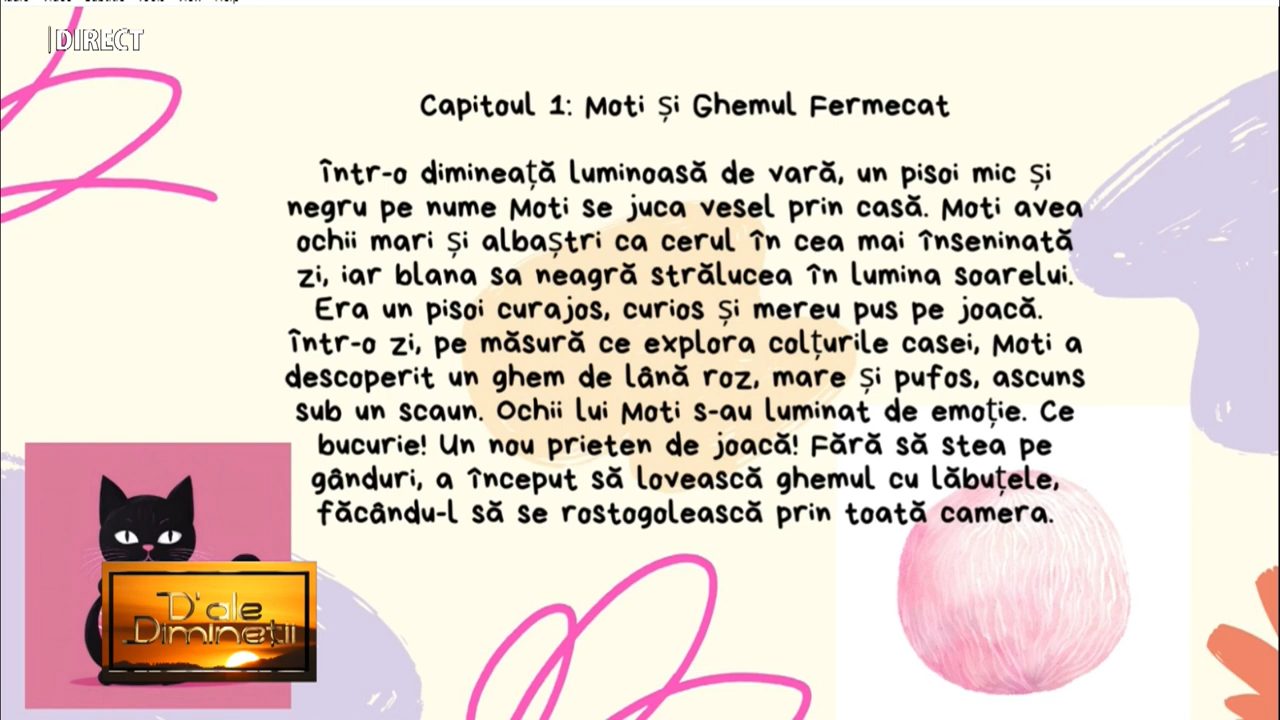 |DIRECT
Capitoul 1: Moti și Ghemul Fermecat
într-o dimineață luminoasă de vară, un pisoi mic și
negru pe nume Moti se juca vesel prin casă. Moti avea
ochii mari și albaștri ca cerul în cea mai înseninată
zi, iar blana sa neagră strălucea în lumina soarelui.
Era un pisoi curajos, curios și mereu pus pe joacă.
într-o zi, pe măsură ce explora colțurile casei, Moti a
descoperit un ghem de lână roz, mare și pufos, ascuns
sub un scaun. Ochii lui Moti s-au luminat de emoție. Ce
bucurie! Un nou prieten de joacă! Fără să stea pe
gânduri, a început să lovească ghemul cu lăbuțele,
făcându-l să se rostogolească prin toată camera.
D'ale
Dimineții